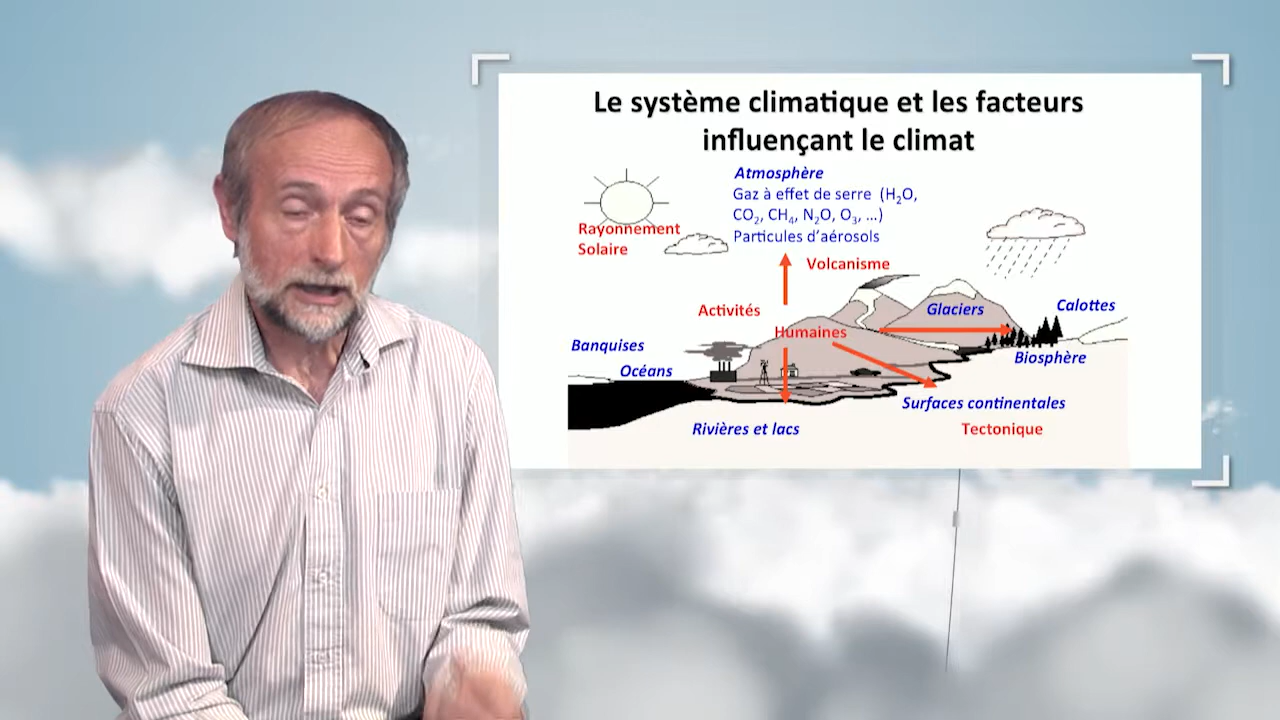 Le système climatique et les facteurs
influençant le climat
Atmosphère
Gaz à effet de serre (H₂O,
CO₂, CH₄, N₂O, O₃, ...)
Particules d'aérosols
Rayonnement
Solaire
Volcanisme
Activités
Humaines
Glaciers
Calottes
Banquises
Océans
Biosphère
Surfaces continentales
Rivières et lacs
Tectonique